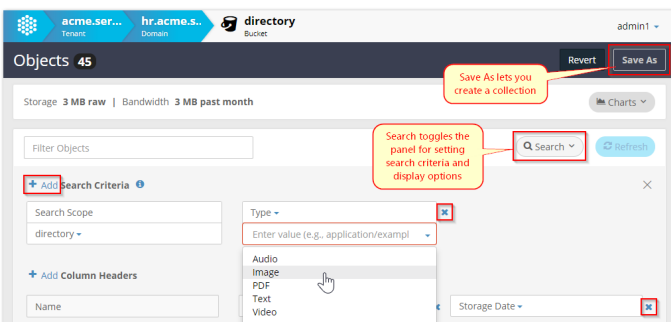 acme.ser...
Tenant
hr.acme.s..
Domain
directory
Bucket
admin1
Objects 45
Revert
Save As
Save As lets you
create a collection
Storage 3 MB raw | Bandwidth 3 MB past month
Charts
Search toggles the
panel for setting
search criteria and
display options
Filter Objects
Search
Refresh
+ Add Search Criteria
Search Scope
Type
directory
Enter value (e.g., application/exampl
Audio
Image
PDF
Text
Video
+ Add Column Headers
Name
Storage Date